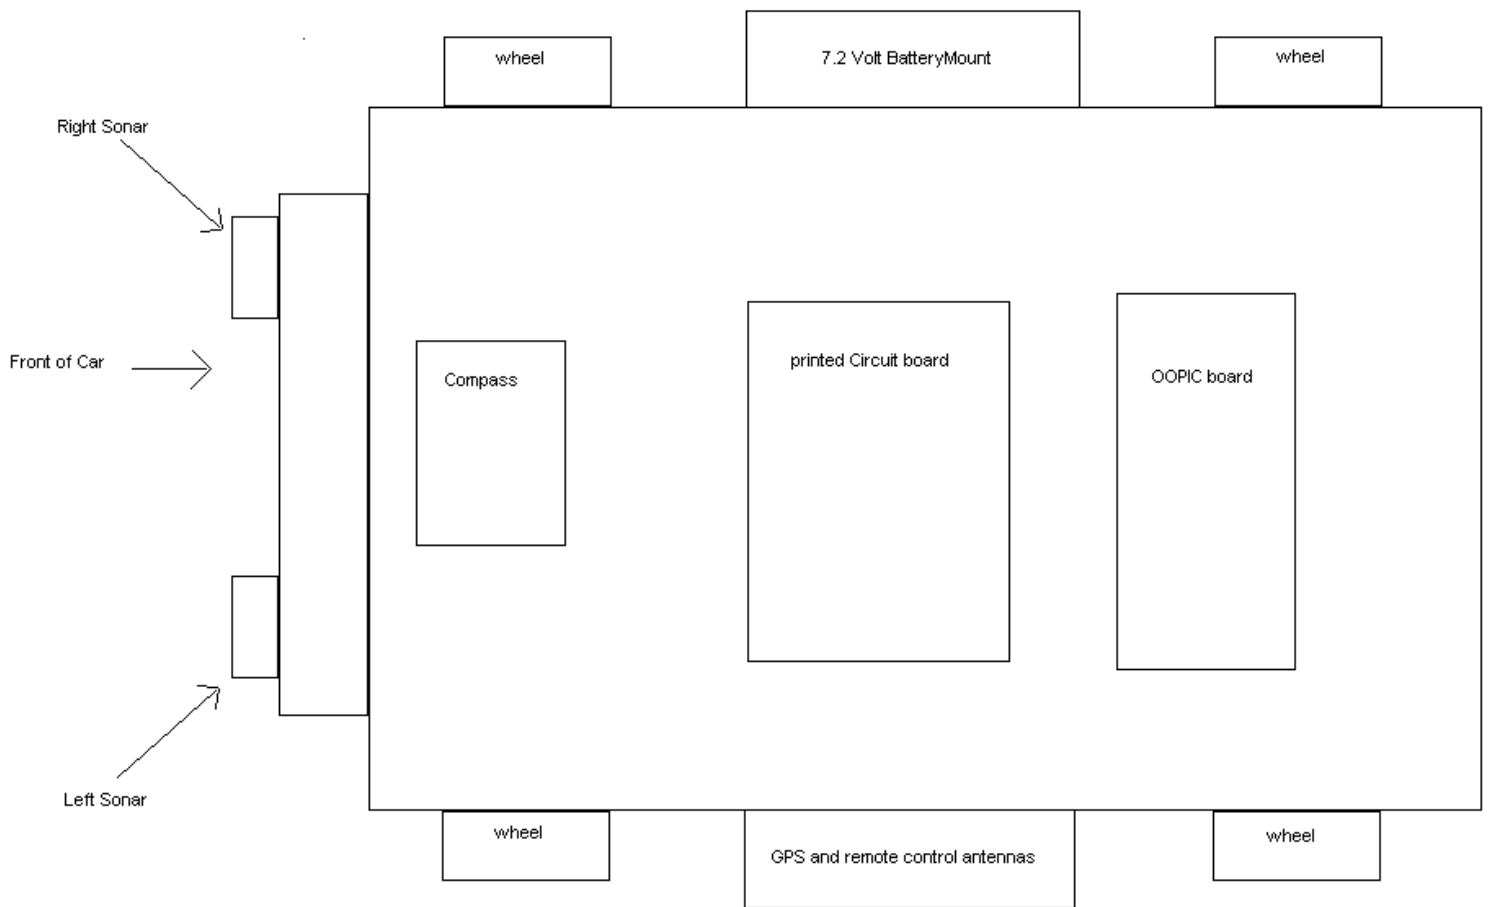 wheel
7.2 Volt BatteryMount
wheel
Right Sonar
Front of Car
Compass
printed Circuit board
OOPIC board
Left Sonar
wheel
GPS and remote control antennas
wheel